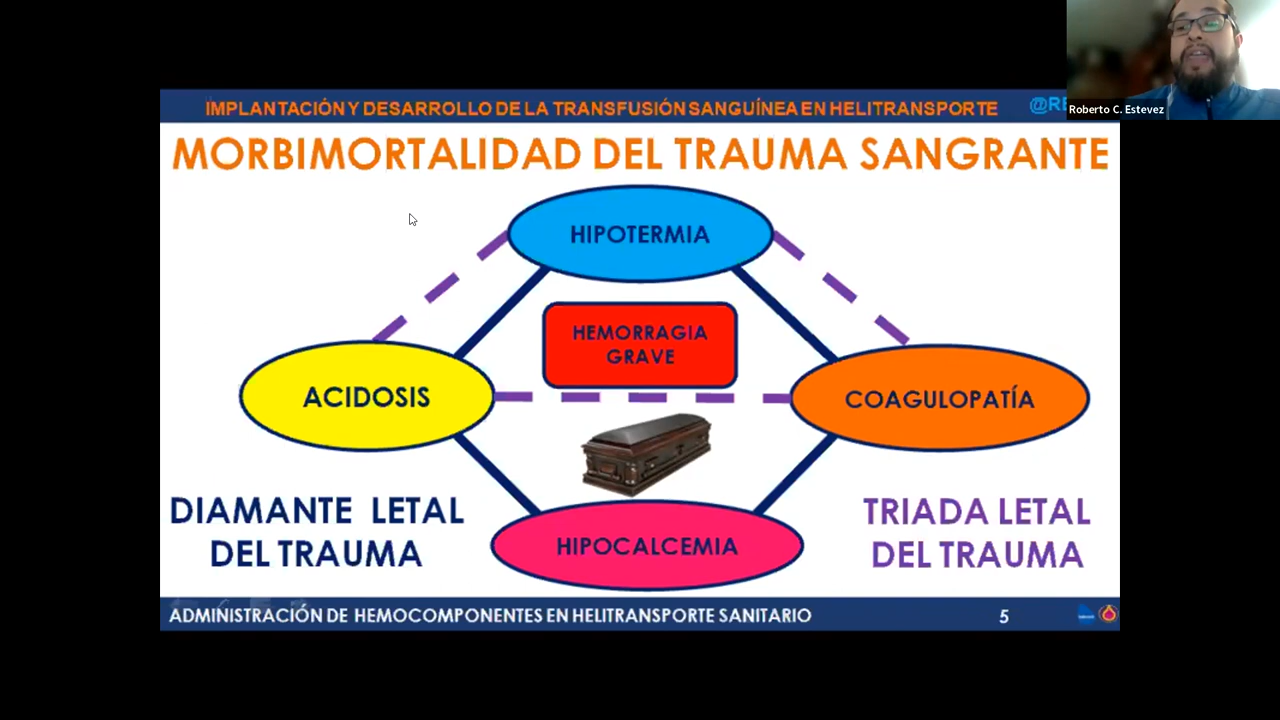 IMPLANTACIÓN Y DESARROLLO DE LA TRANSFUSIÓN SANGUÍNEA EN HELITRANSPORTE
@RE
Roberto C. Estevez
MORBIMORTALIDAD DEL TRAUMA SANGRANTE
HIPOTERMIA
HEMORRAGIA
GRAVE
ACIDOSIS
COAGULOPATÍA
DIAMANTE LETAL
DEL TRAUMA
TRIADA LETAL
DEL TRAUMA
HIPOCALCEMIA
ADMINISTRACIÓN DE HEMOCOMPONENTES EN HELITRANSPORTE SANITARIO
5